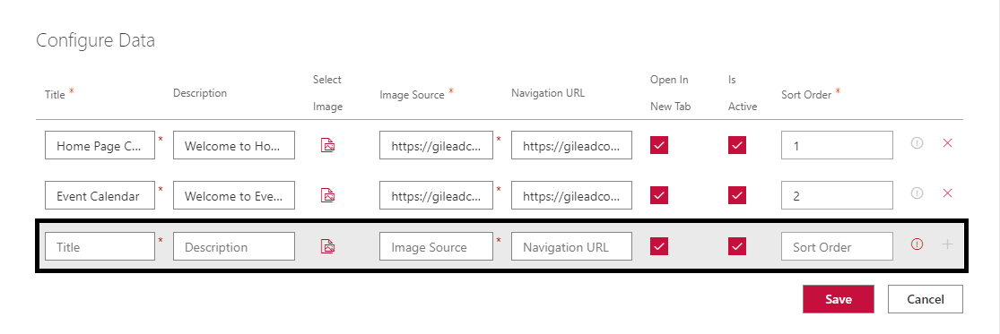 Configure Data
Title * Description Select Image Image Source * Navigation URL Open In New Tab Is Active Sort Order *
Home Page C... * Welcome to Ho... https://gileadco... * https://gileadco... 1
Event Calendar * Welcome to Eve... https://gileadc... * https://gileadco... 2
Title * Description Image Source * Navigation URL Sort Order
Save Cancel